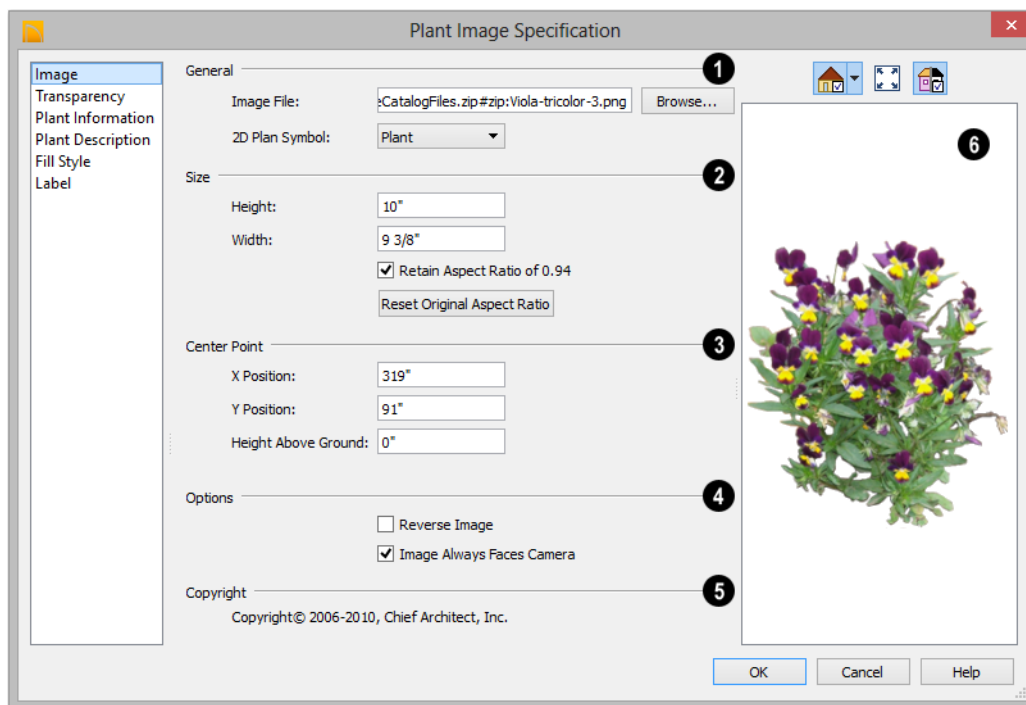 Plant Image Specification
Image
Transparency
Plant Information
Plant Description
Fill Style
Label
General
1
Image File:
eCatalogFiles.zip#zip:Viola-tricolor-3.png
Browse...
2D Plan Symbol:
Plant
Size
2
Height:
10"
Width:
9 3/8"
Retain Aspect Ratio of 0.94
Reset Original Aspect Ratio
Center Point
3
X Position:
319"
Y Position:
91"
Height Above Ground:
0"
Options
4
Reverse Image
Image Always Faces Camera
Copyright
5
Copyright© 2006-2010, Chief Architect, Inc.
6
OK
Cancel
Help